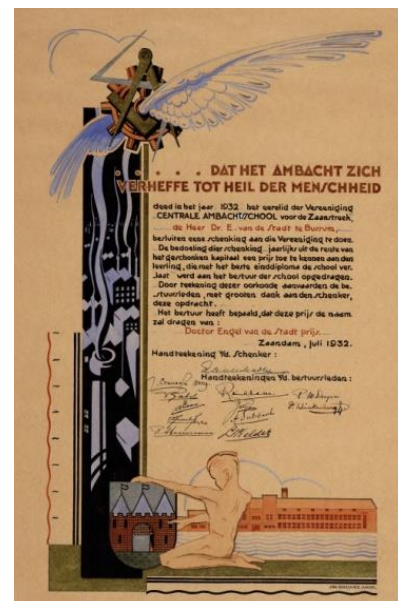 . . . . . DAT HET AMBACHT ZICH
VERHEFFE TOT HEIL DER MENSCHHEID
deed in het jaar 1932 het eerelid der Vereeniging
„CENTRALE AMBACHTSSCHOOL voor de Zaanstreek,
de Heer Dr. E. van de Stadt te Bussum,
besluiten eene schenking aan die Vereeniging te doen.
De bedoeling dier schenking, jaarlijks uit de rente van
het geschonken kapitaal een prijs toe te kennen aan den
leerling, die met het beste einddiploma de school ver-
laat werd aan het bestuur der school opgedragen.
Door teekening dezer oorkonde aanvaarden de be-
stuursleden, met grooten dank aan den schenker,
deze opdracht.
Het bestuur heeft bepaald, dat deze prijs de naam
zal dragen van:
Doctor Engel van de Stadt prijs.
Zaandam, Juli 1932.
Handteekening v/d. Schenker:
Handteekeningen v/d. bestuursleden: